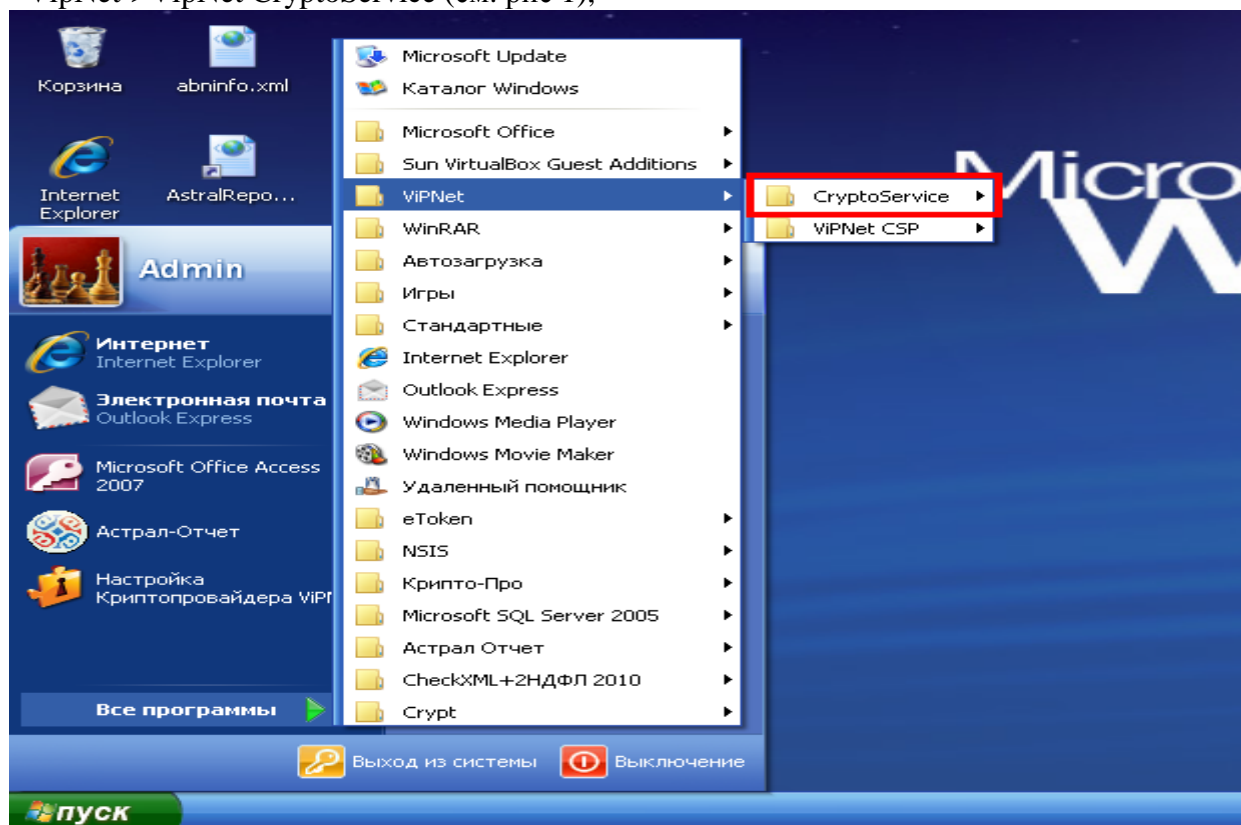 VipNet > VipNet CryptoService (см. рис 1);
Корзина
abninfo.xml
Internet
Explorer
AstralRepo...
Admin
Интернет
Internet Explorer
Электронная почта
Outlook Express
Microsoft Office Access
2007
Астрал-Отчет
Настройка
Криптопровайдера ViPN
Все программы
Microsoft Update
Каталог Windows
Microsoft Office
Sun VirtualBox Guest Additions
ViPNet
WinRAR
Автозагрузка
Игры
Стандартные
Internet Explorer
Outlook Express
Windows Media Player
Windows Movie Maker
Удаленный помощник
eToken
NSIS
Крипто-Про
Microsoft SQL Server 2005
Астрал Отчет
CheckXML+2НДФЛ 2010
Crypt
CryptoService
ViPNet CSP
Micro
W
Выход из системы
Выключение
пуск